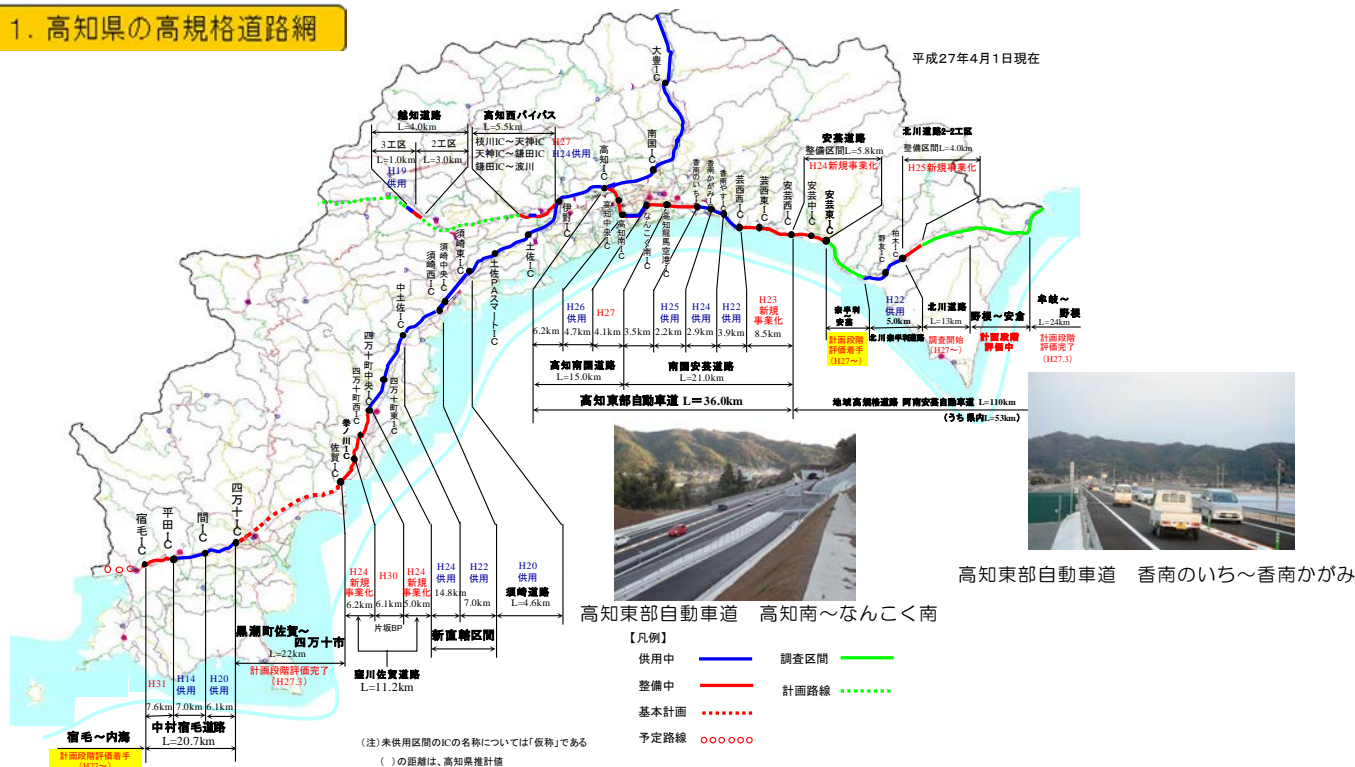 1. 高知県の高規格道路網
平成27年4月1日現在
大豊IC
越知道路
L=4.0km
3工区
2工区
L=1.0km
L=3.0km
H19
供用
高知西バイパス
L=5.5km
枝川IC～天神IC
H27
天神IC～鎌田IC
H24供用
鎌田IC～波川
高知IC
南国IC
香南のいちIC
香南かがみIC
香南やすIC
芸西西IC
芸西東IC
安芸西IC
安芸中IC
安芸東IC
安芸道路
整備区間L=5.8km
H24新規事業化
北川道路2-2工区
整備区間L=4.0km
H25新規事業化
伊野IC
高知中央IC
高知南IC
なんこく南IC
高知龍馬空港IC
野友IC
柏木IC
土佐IC
土佐PAスマートIC
須崎東IC
須崎中央IC
須崎西IC
中土佐IC
四万十町東IC
四万十町中央IC
四万十町西IC
拳ノ川IC
佐賀IC
四万十IC
間IC
平田IC
宿毛IC
6.2km
H26
供用
4.7km
H27
4.1km
3.5km
H25
供用
2.2km
H24
供用
2.9km
H22
供用
3.9km
H23
新規
事業化
8.5km
高知南国道路
L=15.0km
南国安芸道路
L=21.0km
高知東部自動車道 L＝36.0km
奈半利
～
安芸
計画段階
評価着手
(H27～)
H22
供用
5.0km
北川奈半利道路
北川道路
L=13km
調査開始
(H27～)
野根～安倉
計画段階
評価中
牟岐～
野根
L=24km
計画段階
評価完了
(H27.3)
地域高規格道路 阿南安芸自動車道 L=110km
(うち県内L=53km)
H24
新規
事業化
6.2km
H30
6.1km
H24
新規
事業化
5.0km
H24
供用
14.8km
H22
供用
7.0km
H20
供用
須崎道路
L=4.6km
片坂BP
新直轄区間
窪川佐賀道路
L=11.2km
黒潮町佐賀～
四万十市
L=22km
計画段階評価完了
(H27.3)
H31
7.6km
H14
供用
7.0km
H20
供用
6.1km
中村宿毛道路
L=20.7km
宿毛～内海
計画段階評価着手
(H27～)
高知東部自動車道　高知南～なんこく南
高知東部自動車道　香南のいち～香南かがみ
【凡例】
供用中
調査区間
整備中
計画路線
基本計画
予定路線
(注)未供用区間のICの名称については「仮称」である
( )の距離は、高知県推計値